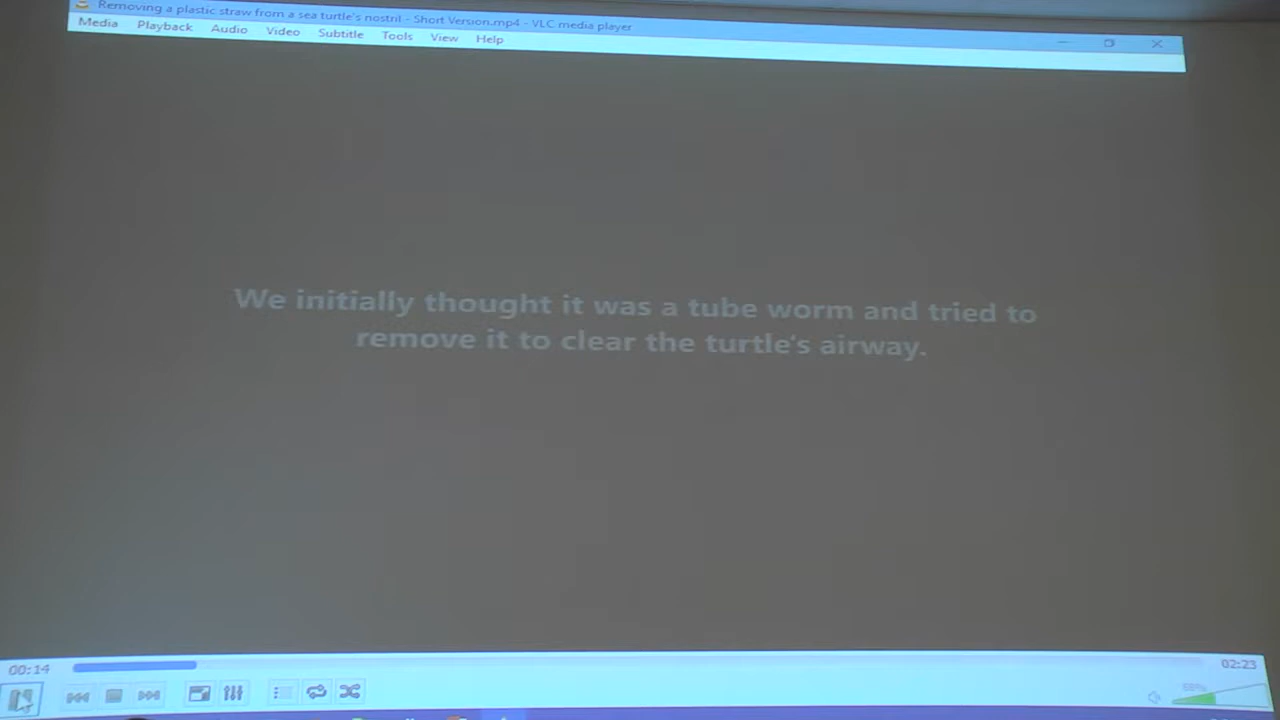 Removing a plastic straw from a sea turtle's nostril - Short Version.mp4 - VLC media player
Media Playback Audio Video Subtitle Tools View Help
We initially thought it was a tube worm and tried to
remove it to clear the turtle's airway.
00:14
02:23